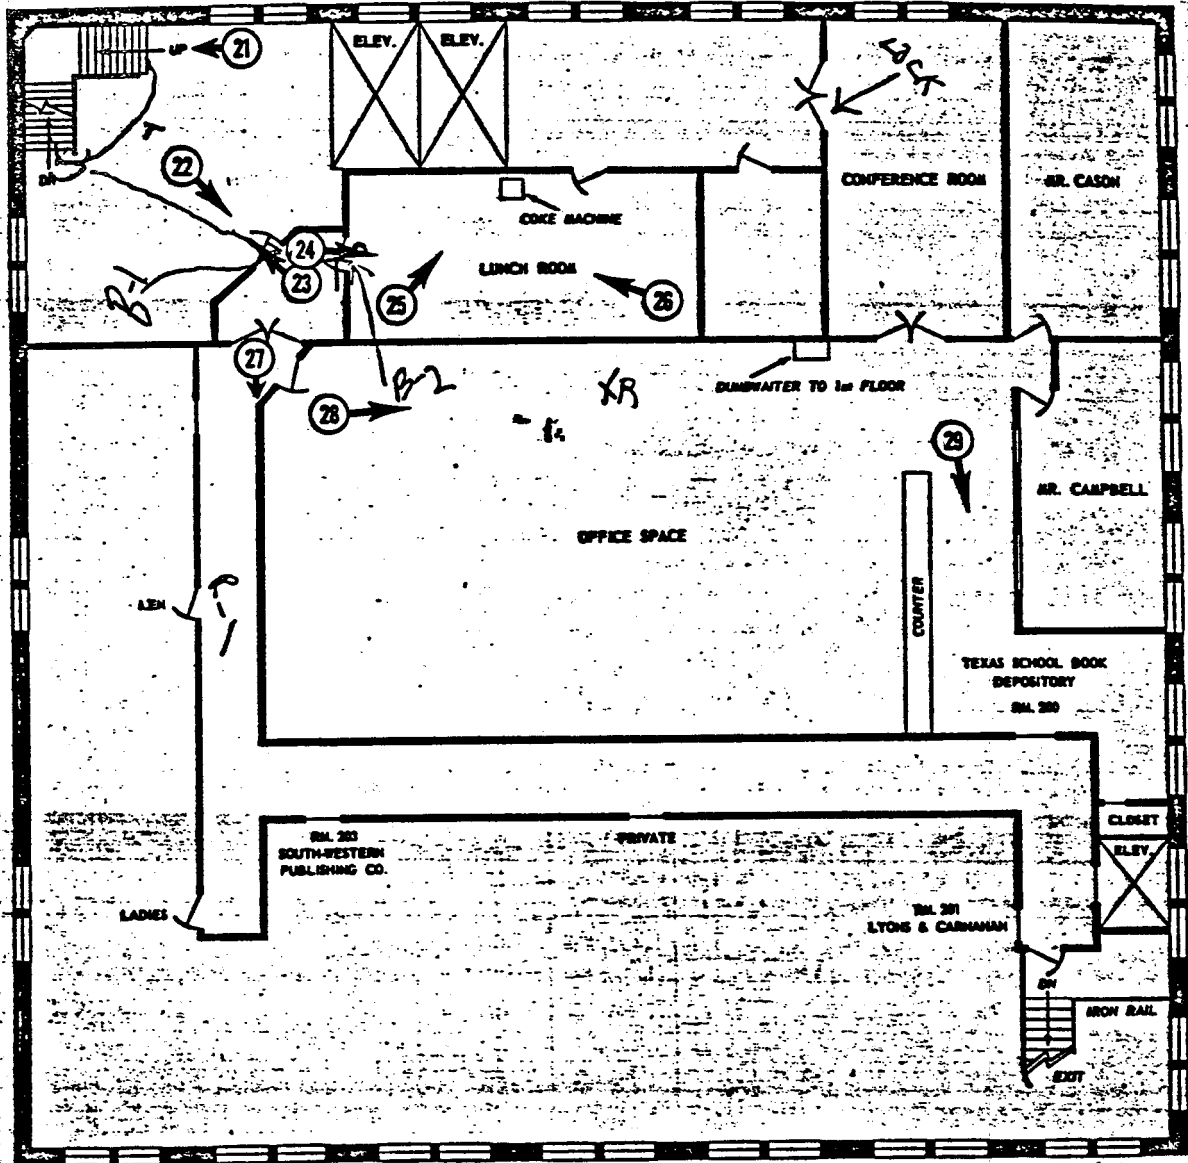 ELEV.
ELEV.
UP
21
22
DN
COKE MACHINE
CONFERENCE ROOM
MR. CASON
24
23
LUNCH ROOM
25
26
27
B-2
28
XR
DUMBWAITER TO 1st FLOOR
29
MR. CAMPBELL
OFFICE SPACE
COUNTER
MEN
TEXAS SCHOOL BOOK
DEPOSITORY
RM. 200
CLOSET
ELEV.
RM. 203
SOUTH-WESTERN
PUBLISHING CO.
PRIVATE
LADIES
RM. 201
LYONS & CARNAHAN
DN
IRON RAIL
EXIT